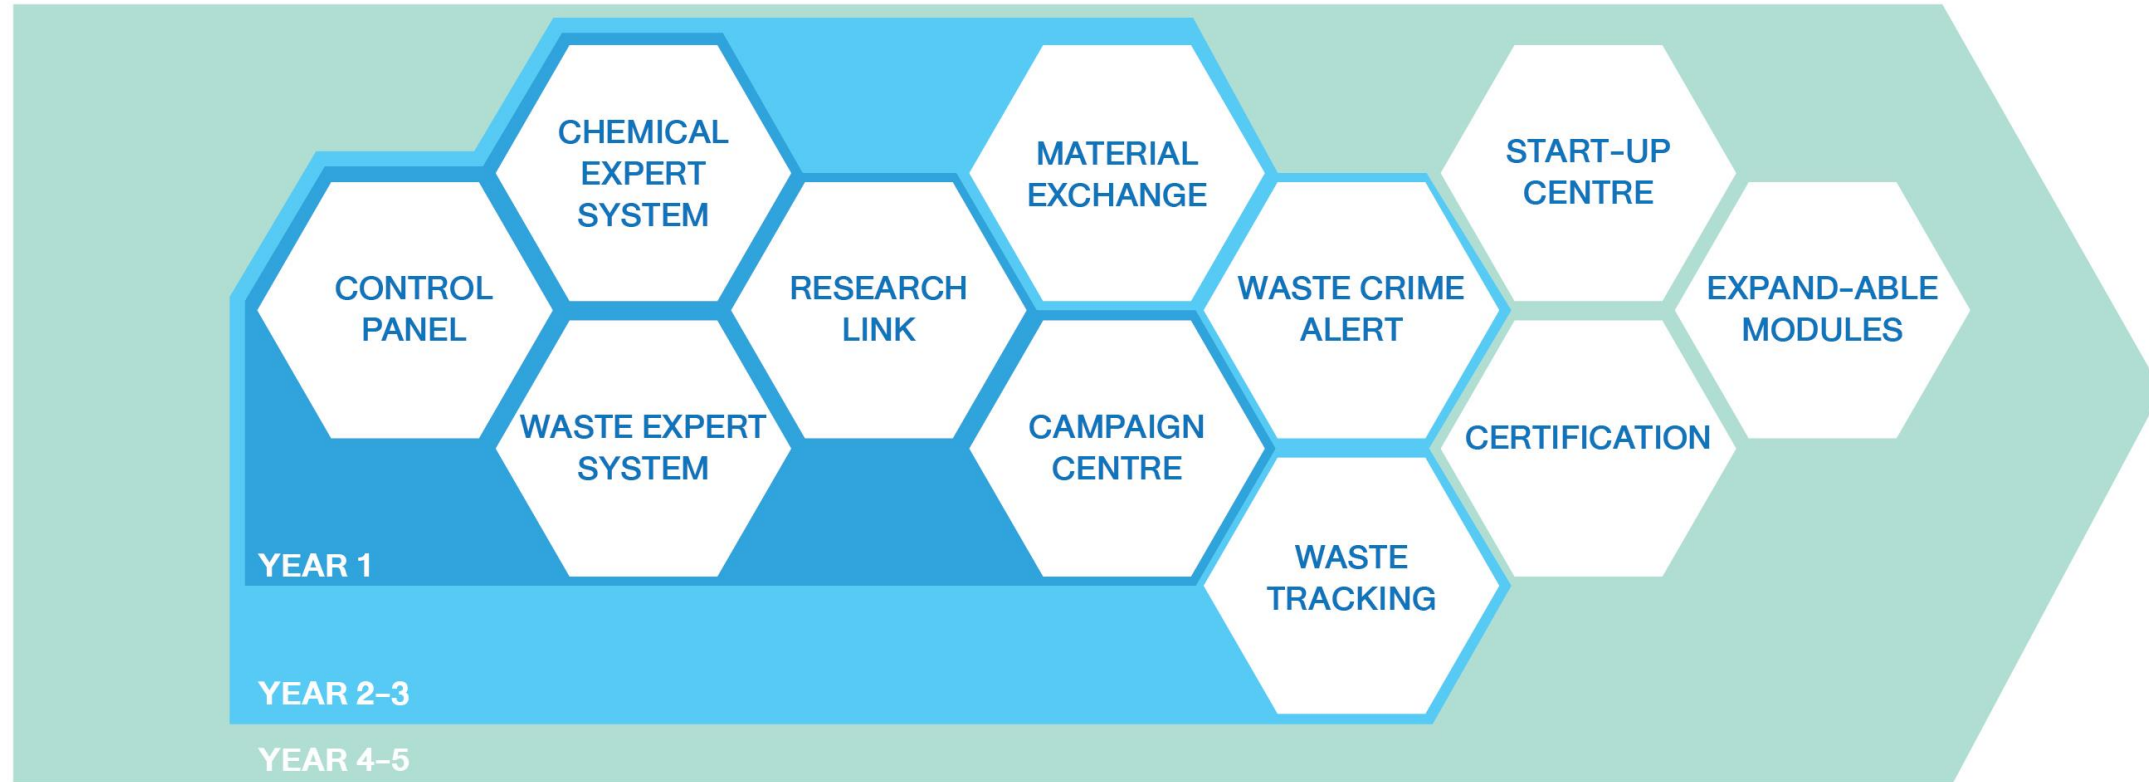 CHEMICAL
EXPERT
SYSTEM
MATERIAL
EXCHANGE
START-UP
CENTRE
CONTROL
PANEL
RESEARCH
LINK
WASTE CRIME
ALERT
EXPAND-ABLE
MODULES
WASTE EXPERT
SYSTEM
CAMPAIGN
CENTRE
CERTIFICATION
WASTE
TRACKING
YEAR 1
YEAR 2-3
YEAR 4-5